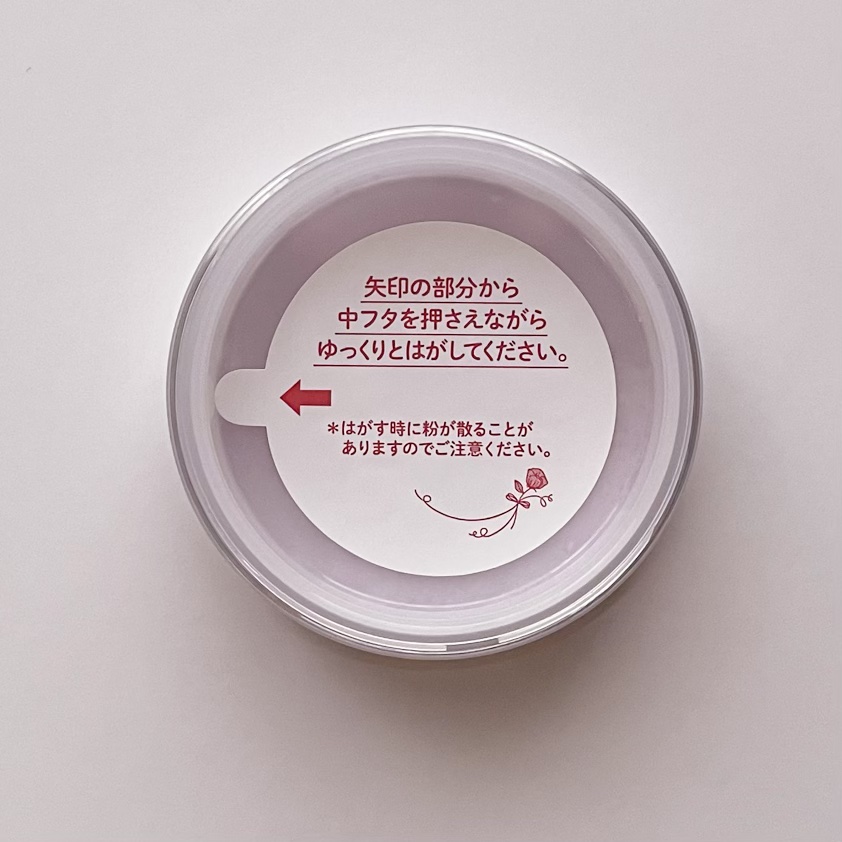 矢印の部分から
中フタを押さえながら
ゆっくりとはがしてください。
＊はがす時に粉が散ることが
ありますのでご注意ください。